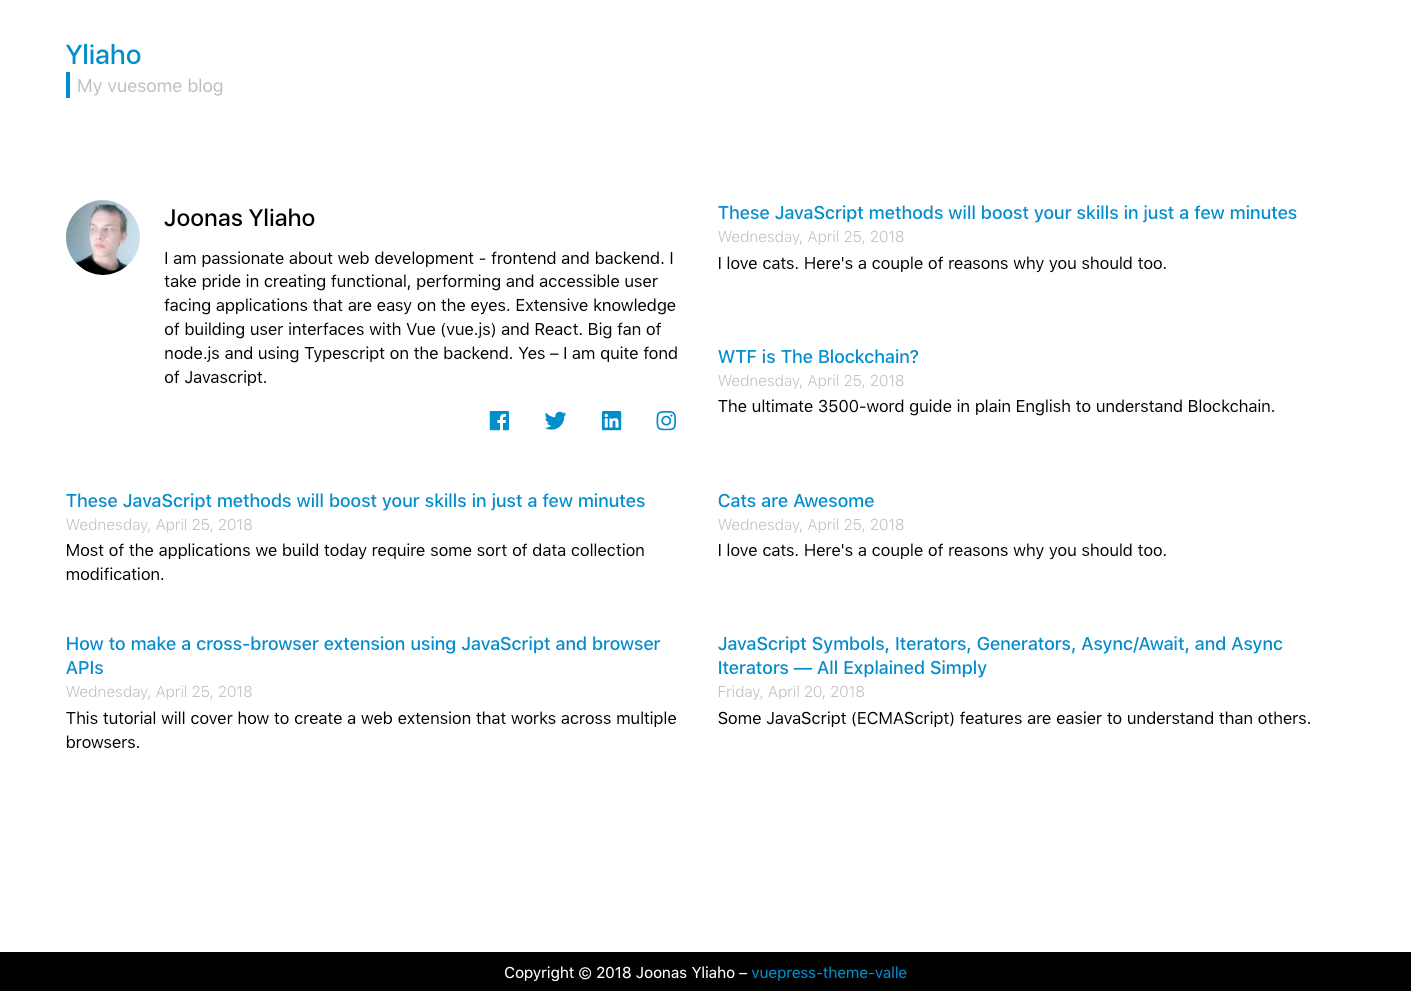 Yliaho
My vuesome blog
Joonas Yliaho
I am passionate about web development - frontend and backend. I
take pride in creating functional, performing and accessible user
facing applications that are easy on the eyes. Extensive knowledge
of building user interfaces with Vue (vue.js) and React. Big fan of
node.js and using Typescript on the backend. Yes – I am quite fond
of Javascript.
These JavaScript methods will boost your skills in just a few minutes
Wednesday, April 25, 2018
I love cats. Here's a couple of reasons why you should too.
WTF is The Blockchain?
Wednesday, April 25, 2018
The ultimate 3500-word guide in plain English to understand Blockchain.
These JavaScript methods will boost your skills in just a few minutes
Wednesday, April 25, 2018
Most of the applications we build today require some sort of data collection
modification.
Cats are Awesome
Wednesday, April 25, 2018
I love cats. Here's a couple of reasons why you should too.
How to make a cross-browser extension using JavaScript and browser
APIs
Wednesday, April 25, 2018
This tutorial will cover how to create a web extension that works across multiple
browsers.
JavaScript Symbols, Iterators, Generators, Async/Await, and Async
Iterators — All Explained Simply
Friday, April 20, 2018
Some JavaScript (ECMAScript) features are easier to understand than others.
Copyright © 2018 Joonas Yliaho – vuepress-theme-valle